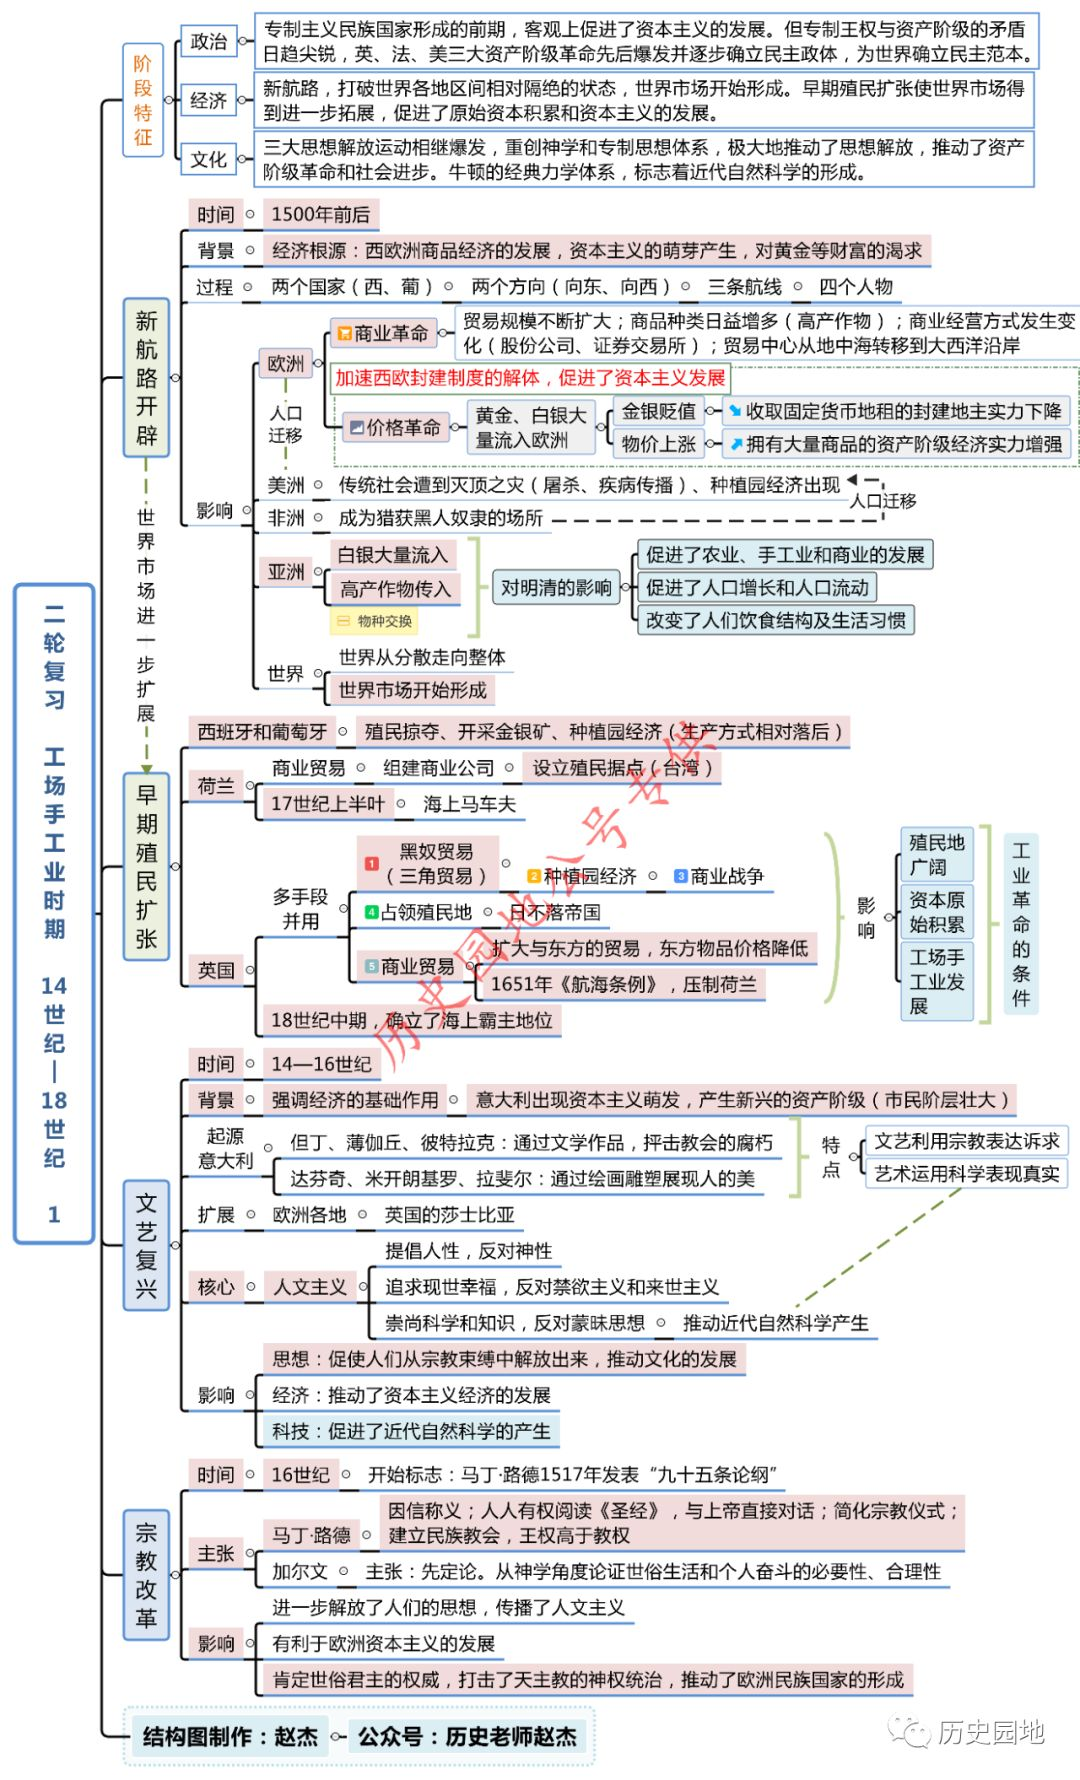 二轮复习 工场手工业时期 14世纪—18世纪 1
阶段特征
政治
专制主义民族国家形成的前期，客观上促进了资本主义的发展。但专制王权与资产阶级的矛盾
日趋尖锐，英、法、美三大资产阶级革命先后爆发并逐步确立民主政体，为世界确立民主范本。
经济
新航路，打破世界各地区间相对隔绝的状态，世界市场开始形成。早期殖民扩张使世界市场得
到进一步拓展，促进了原始资本积累和资本主义的发展。
文化
三大思想解放运动相继爆发，重创神学和专制思想体系，极大地推动了思想解放，推动了资产
阶级革命和社会进步。牛顿的经典力学体系，标志着近代自然科学的形成。
新航路开辟
时间
1500年前后
背景
经济根源：西欧洲商品经济的发展，资本主义的萌芽产生，对黄金等财富的渴求
过程
两个国家（西、葡）
两个方向（向东、向西）
三条航线
四个人物
影响
欧洲
商业革命
贸易规模不断扩大；商品种类日益增多（高产作物）；商业经营方式发生变
化（股份公司、证券交易所）；贸易中心从地中海转移到大西洋沿岸
加速西欧封建制度的解体，促进了资本主义发展
价格革命
黄金、白银大
量流入欧洲
金银贬值
收取固定货币地租的封建地主实力下降
物价上涨
拥有大量商品的资产阶级经济实力增强
人口
迁移
美洲
传统社会遭到灭顶之灾（屠杀、疾病传播）、种植园经济出现
人口迁移
非洲
成为猎获黑人奴隶的场所
亚洲
白银大量流入
高产作物传入
物种交换
对明清的影响
促进了农业、手工业和商业的发展
促进了人口增长和人口流动
改变了人们饮食结构及生活习惯
世界
世界从分散走向整体
世界市场开始形成
世界市场进一步扩展
早期殖民扩张
西班牙和葡萄牙
殖民掠夺、开采金银矿、种植园经济（生产方式相对落后）
荷兰
商业贸易
组建商业公司
设立殖民据点（台湾）
17世纪上半叶
海上马车夫
英国
多手段
并用
1 黑奴贸易
（三角贸易）
2 种植园经济
3 商业战争
4 占领殖民地
日不落帝国
5 商业贸易
扩大与东方的贸易，东方物品价格降低
1651年《航海条例》，压制荷兰
18世纪中期，确立了海上霸主地位
影响
殖民地
广阔
资本原
始积累
工场手
工业发
展
工业革命的条件
历史园地公号专供
文艺复兴
时间
14—16世纪
背景
强调经济的基础作用
意大利出现资本主义萌发，产生新兴的资产阶级（市民阶层壮大）
起源
意大利
但丁、薄伽丘、彼特拉克：通过文学作品，抨击教会的腐朽
达芬奇、米开朗基罗、拉斐尔：通过绘画雕塑展现人的美
特点
文艺利用宗教表达诉求
艺术运用科学表现真实
扩展
欧洲各地
英国的莎士比亚
核心
人文主义
提倡人性，反对神性
追求现世幸福，反对禁欲主义和来世主义
崇尚科学和知识，反对蒙昧思想
推动近代自然科学产生
影响
思想：促使人们从宗教束缚中解放出来，推动文化的发展
经济：推动了资本主义经济的发展
科技：促进了近代自然科学的产生
宗教改革
时间
16世纪
开始标志：马丁·路德1517年发表“九十五条论纲”
主张
马丁·路德
因信称义；人人有权阅读《圣经》，与上帝直接对话；简化宗教仪式；
建立民族教会，王权高于教权
加尔文
主张：先定论。从神学角度论证世俗生活和个人奋斗的必要性、合理性
影响
进一步解放了人们的思想，传播了人文主义
有利于欧洲资本主义的发展
肯定世俗君主的权威，打击了天主教的神权统治，推动了欧洲民族国家的形成
结构图制作：赵杰
公众号：历史老师赵杰
历史园地